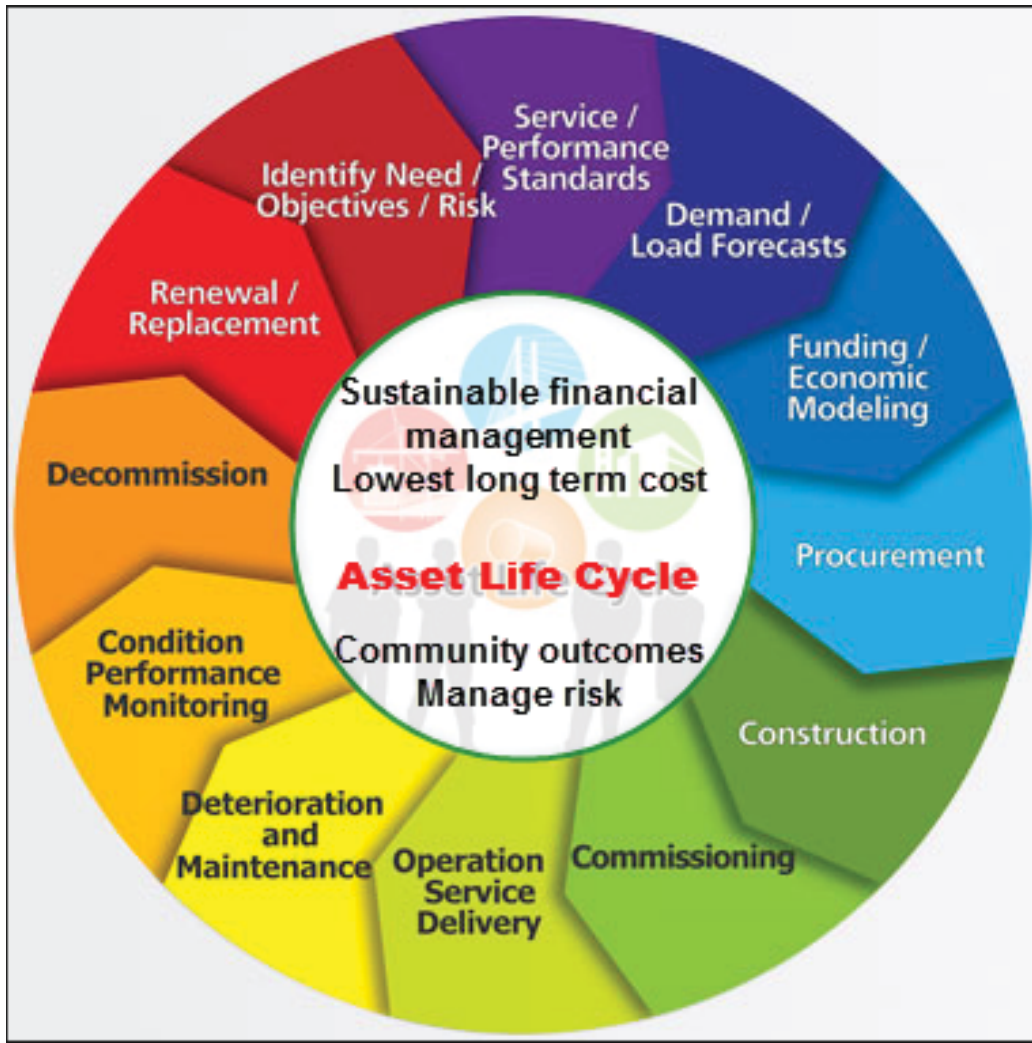 Service /
Performance
Standards
Demand /
Load Forecasts
Funding /
Economic
Modeling
Procurement
Construction
Commissioning
Operation
Service
Delivery
Deterioration
and
Maintenance
Condition
Performance
Monitoring
Decommission
Renewal /
Replacement
Identify Need /
Objectives / Risk
Sustainable financial
management
Lowest long term cost
Asset Life Cycle
Community outcomes
Manage risk